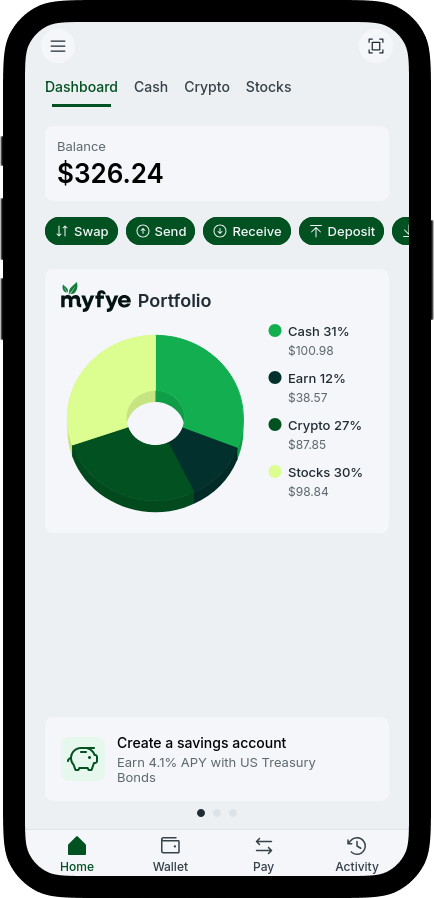 Dashboard Cash Crypto Stocks
Balance
$326.24
Swap Send Receive Deposit
myfye Portfolio
Cash 31%
$100.98
Earn 12%
$38.57
Crypto 27%
$87.85
Stocks 30%
$98.84
Create a savings account
Earn 4.1% APY with US Treasury
Bonds
Home Wallet Pay Activity